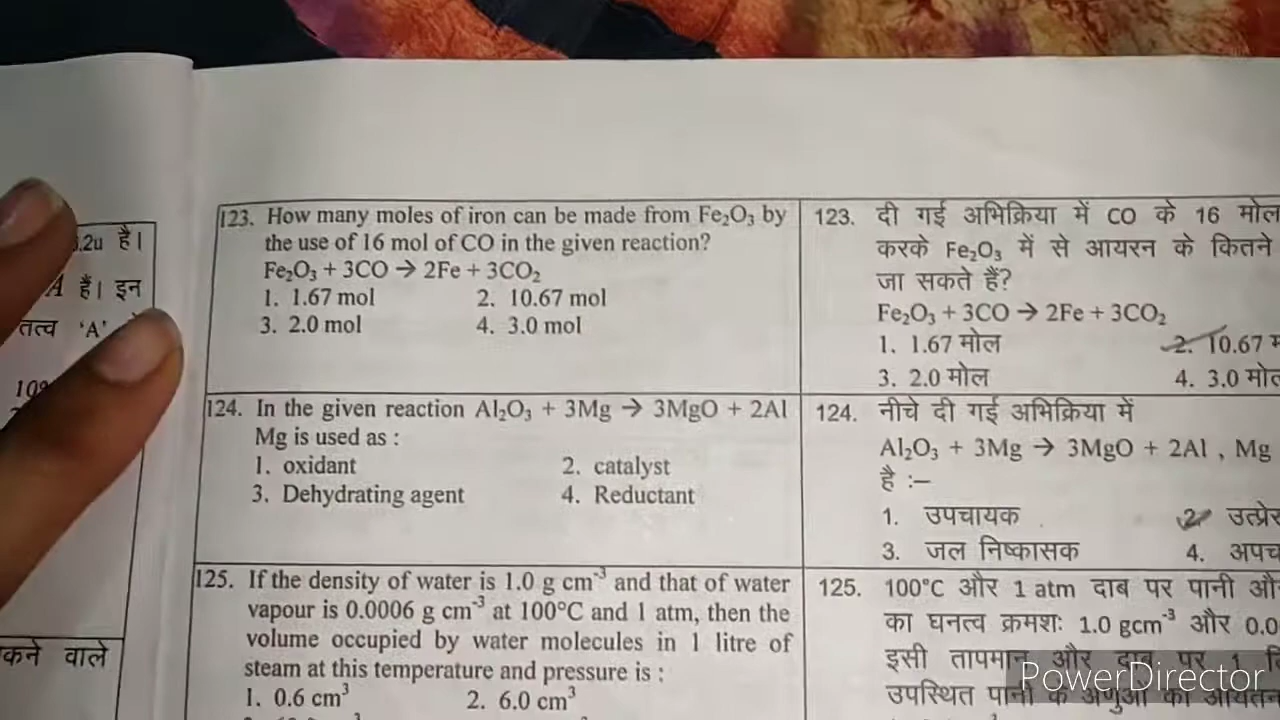 .2u है।
A हैं। इन
तत्व 'A'
कने वाले
123. How many moles of iron can be made from Fe₂O₃ by
the use of 16 mol of CO in the given reaction?
Fe₂O₃ + 3CO → 2Fe + 3CO₂
1. 1.67 mol 2. 10.67 mol
3. 2.0 mol 4. 3.0 mol
124. In the given reaction Al₂O₃ + 3Mg → 3MgO + 2Al
Mg is used as :
1. oxidant 2. catalyst
3. Dehydrating agent 4. Reductant
125. If the density of water is 1.0 g cm⁻³ and that of water
vapour is 0.0006 g cm⁻³ at 100°C and 1 atm, then the
volume occupied by water molecules in 1 litre of
steam at this temperature and pressure is :
1. 0.6 cm³ 2. 6.0 cm³
123. दी गई अभिक्रिया में CO के 16 मोल
करके Fe₂O₃ में से आयरन के कितने
जा सकते हैं?
Fe₂O₃ + 3CO → 2Fe + 3CO₂
1. 1.67 मोल 2. 10.67
3. 2.0 मोल 4. 3.0 मोल
124. नीचे दी गई अभिक्रिया में
Al₂O₃ + 3Mg → 3MgO + 2Al , Mg
है :–
1. उपचायक 2. उत्प्रे
3. जल निष्कासक 4. अपच
125. 100°C और 1 atm दाब पर पानी औ
का घनत्व क्रमशः 1.0 gcm⁻³ और 0.0
इसी तापमान और दाब पर 1
उपस्थित पानी के अणुओं का आयतन
PowerDirector